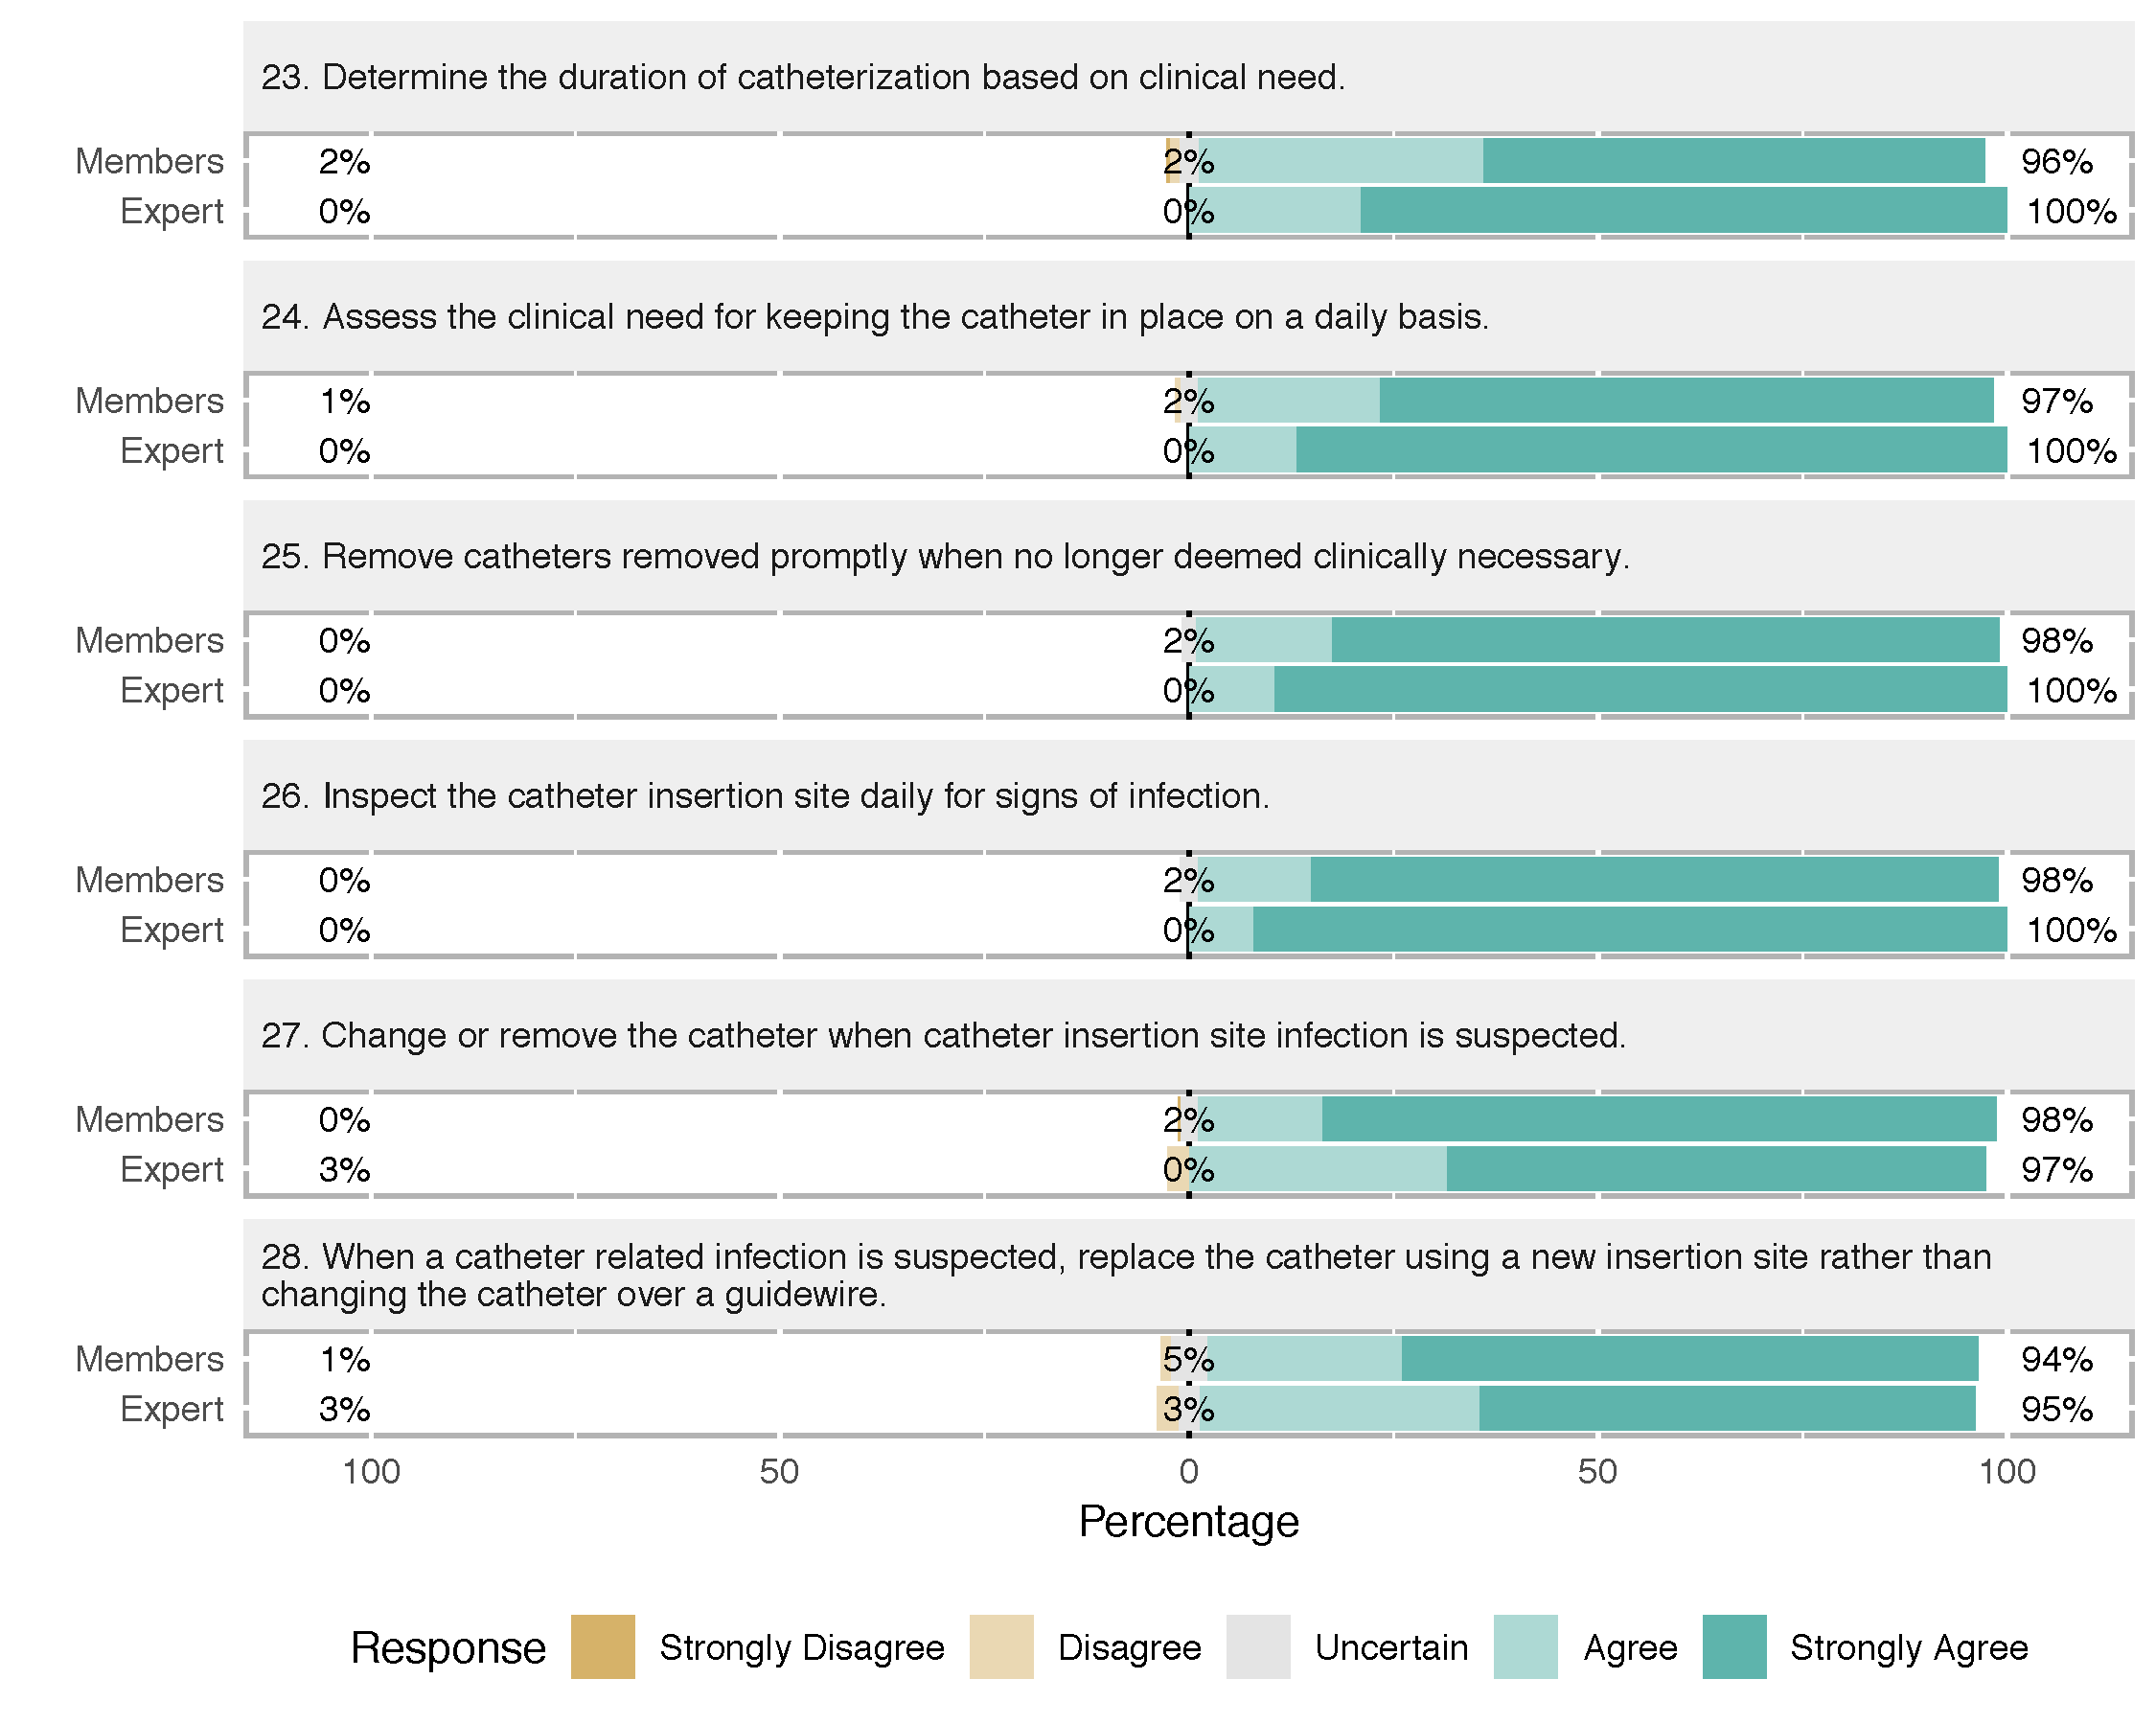 23. Determine the duration of catheterization based on clinical need.
Members 2% 2% 96%
Expert 0% 0% 100%
24. Assess the clinical need for keeping the catheter in place on a daily basis.
Members 1% 2% 97%
Expert 0% 0% 100%
25. Remove catheters removed promptly when no longer deemed clinically necessary.
Members 0% 2% 98%
Expert 0% 0% 100%
26. Inspect the catheter insertion site daily for signs of infection.
Members 0% 2% 98%
Expert 0% 0% 100%
27. Change or remove the catheter when catheter insertion site infection is suspected.
Members 0% 2% 98%
Expert 3% 0% 97%
28. When a catheter related infection is suspected, replace the catheter using a new insertion site rather than
changing the catheter over a guidewire.
Members 1% 5% 94%
Expert 3% 3% 95%
100 50 0 50 100
Percentage
Response Strongly Disagree Disagree Uncertain Agree Strongly Agree